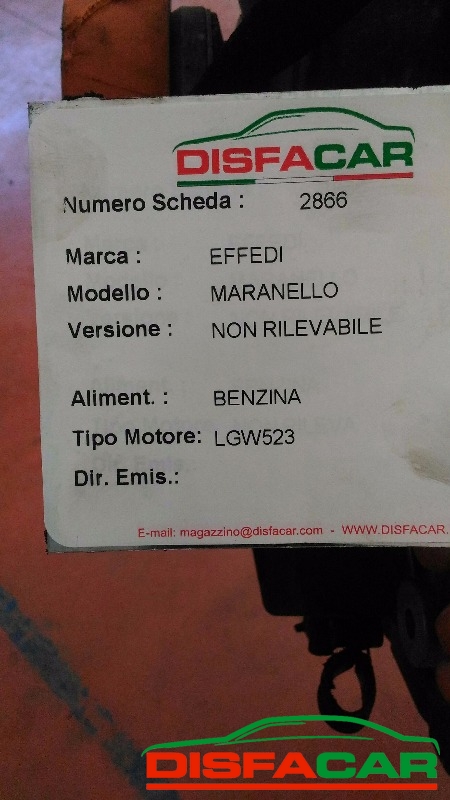 DISFACAR
Numero Scheda : 2866
Marca : EFFEDI
Modello : MARANELLO
Versione : NON RILEVABILE
Aliment. : BENZINA
Tipo Motore: LGW523
Dir. Emis.:
E-mail: magazzino@disfacar.com - WWW.DISFACAR.
DISFACAR